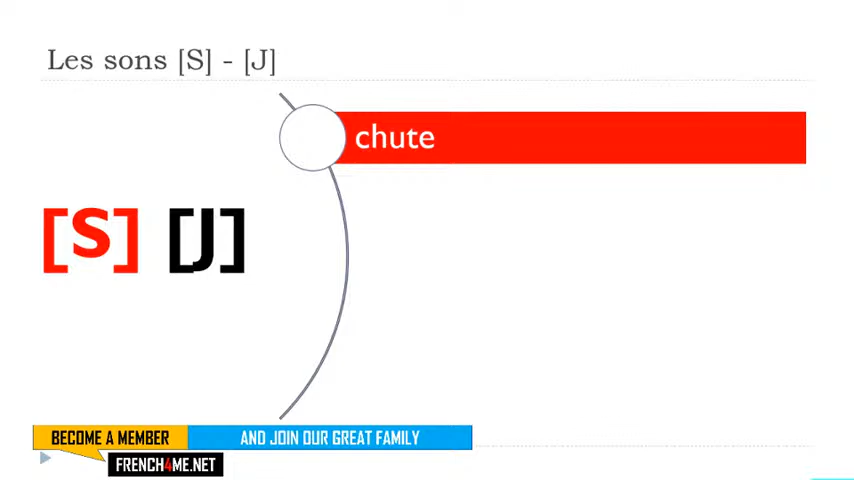 Les sons [S] - [J]
chute
[S] [J]
BECOME A MEMBER AND JOIN OUR GREAT FAMILY
FRENCH4ME.NET